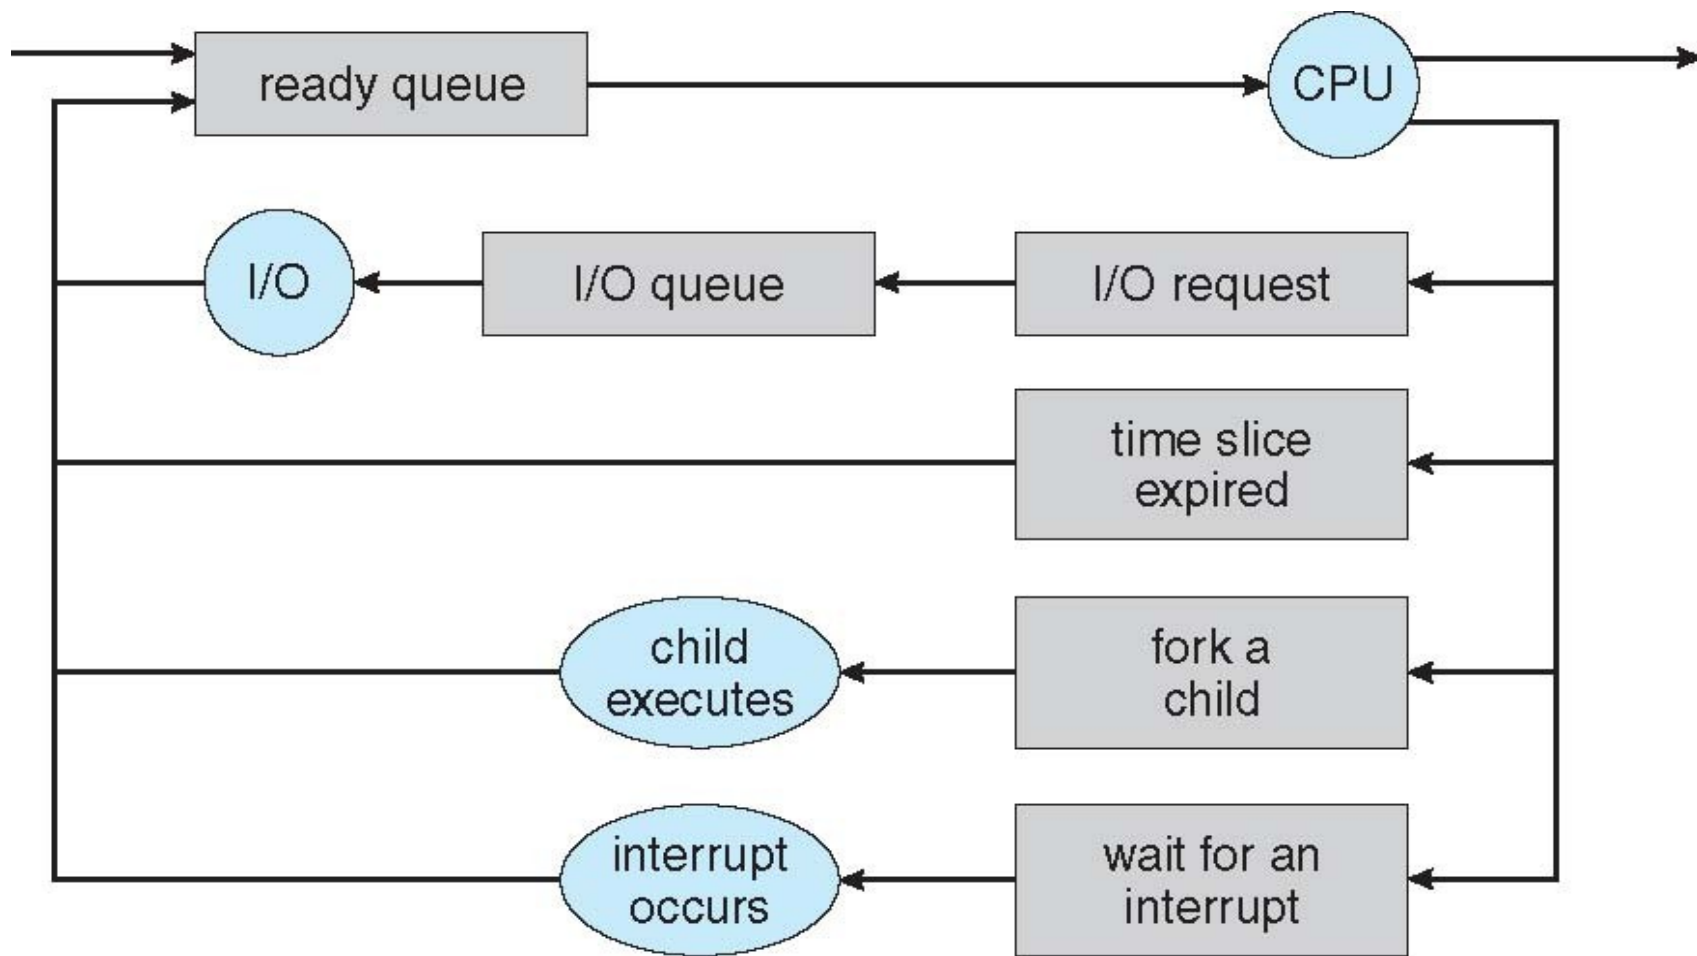 ready queue
CPU
I/O
I/O queue
I/O request
time slice
expired
child
executes
fork a
child
interrupt
occurs
wait for an
interrupt